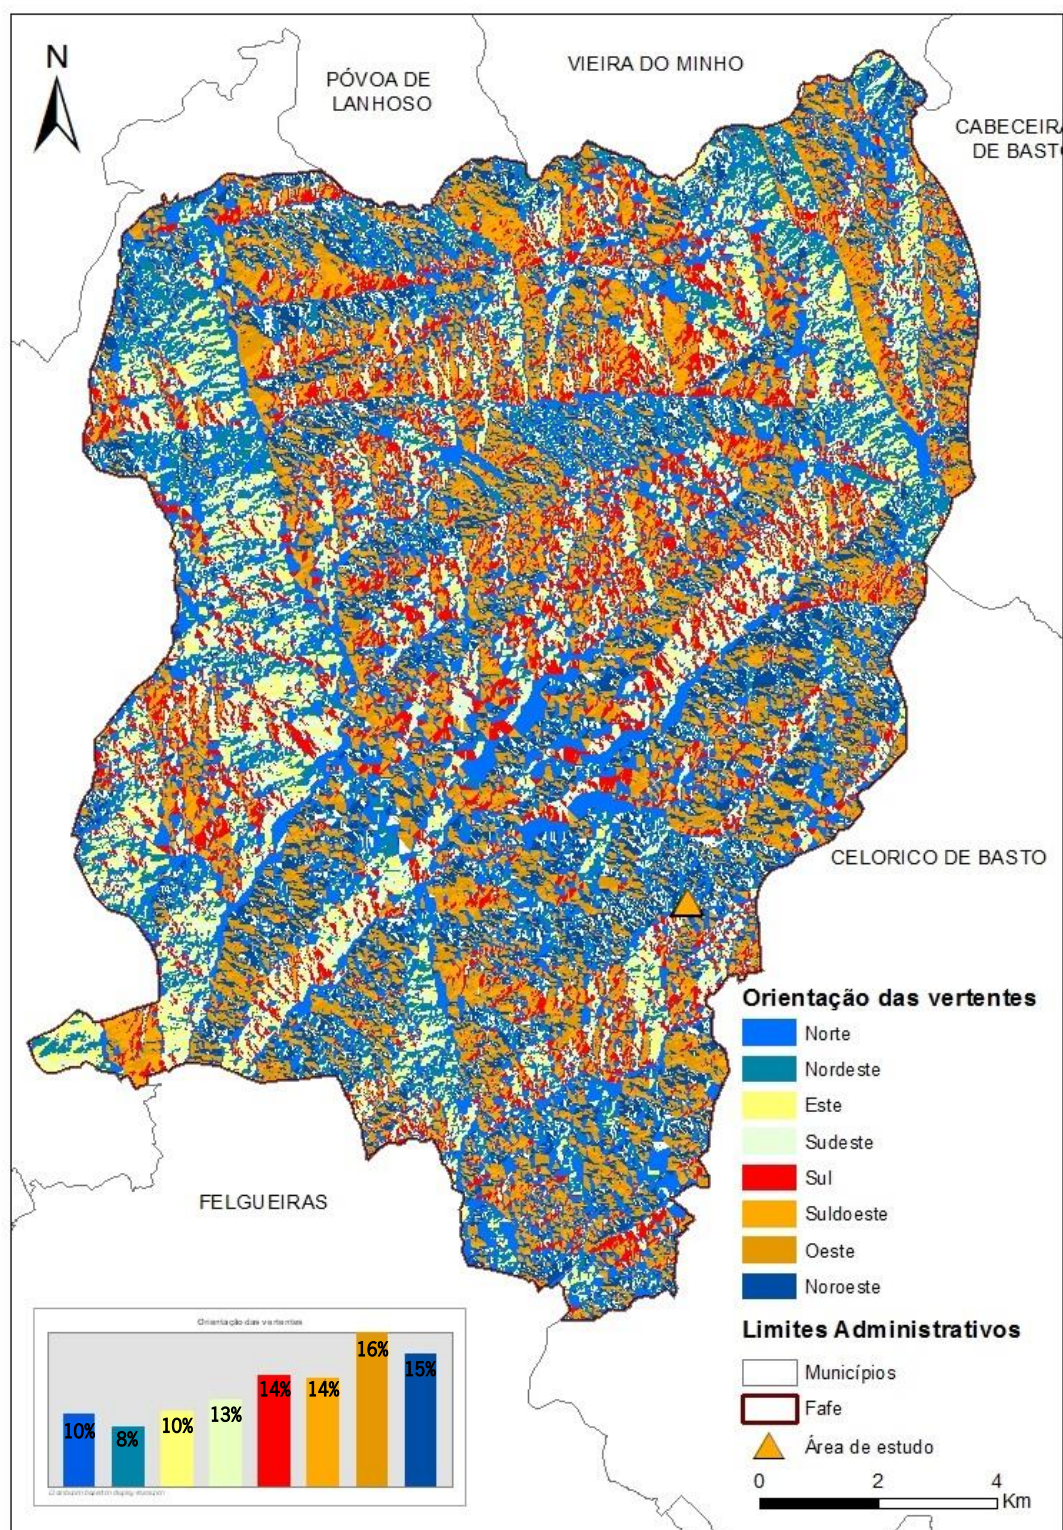 N
PÓVOA DE
LANHOSO
VIEIRA DO MINHO
CABECEIRA
DE BASTO
CELORICO DE BASTO
FELGUEIRAS
Orientação das vertentes
Norte
Nordeste
Este
Sudeste
Sul
Suldoeste
Oeste
Noroeste
Limites Administrativos
Municípios
Fafe
Área de estudo
0 2 4
Km
Orientação das vertentes
10%
8%
10%
13%
14%
14%
16%
15%